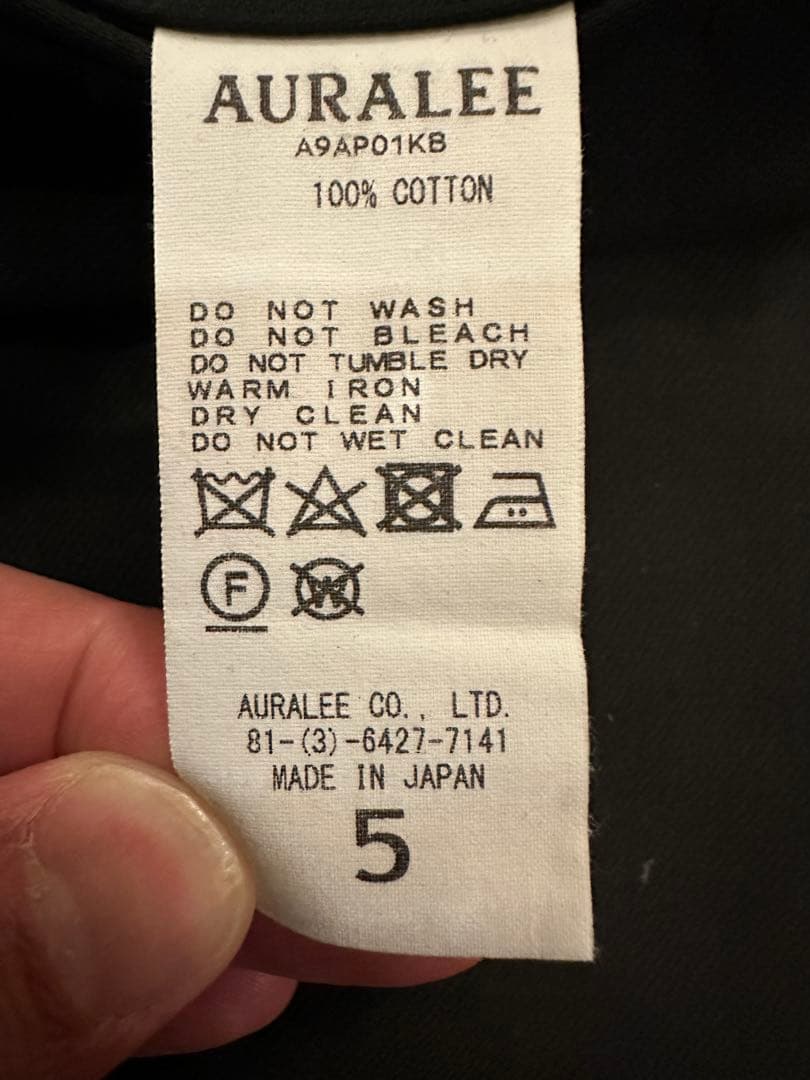 AURALEE
A9AP01KB
100% COTTON
DO NOT WASH
DO NOT BLEACH
DO NOT TUMBLE DRY
WARM IRON
DRY CLEAN
DO NOT WET CLEAN
F W
AURALEE CO., LTD.
81-(3)-6427-7141
MADE IN JAPAN
5